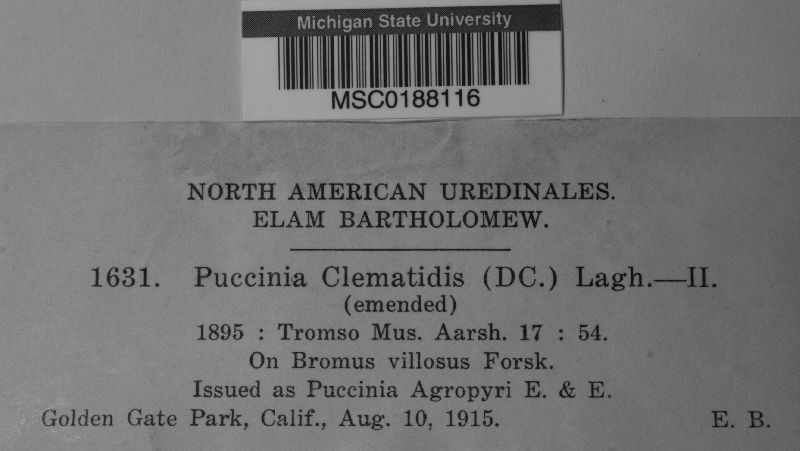 Michigan State University
MSC0188116
NORTH AMERICAN UREDINALES.
ELAM BARTHOLOMEW.
1631. Puccinia Clematidis (DC.) Lagh.—II.
(emended)
1895 : Tromso Mus. Aarsh. 17 : 54.
On Bromus villosus Forsk.
Issued as Puccinia Agropyri E. & E.
Golden Gate Park, Calif., Aug. 10, 1915. E. B.